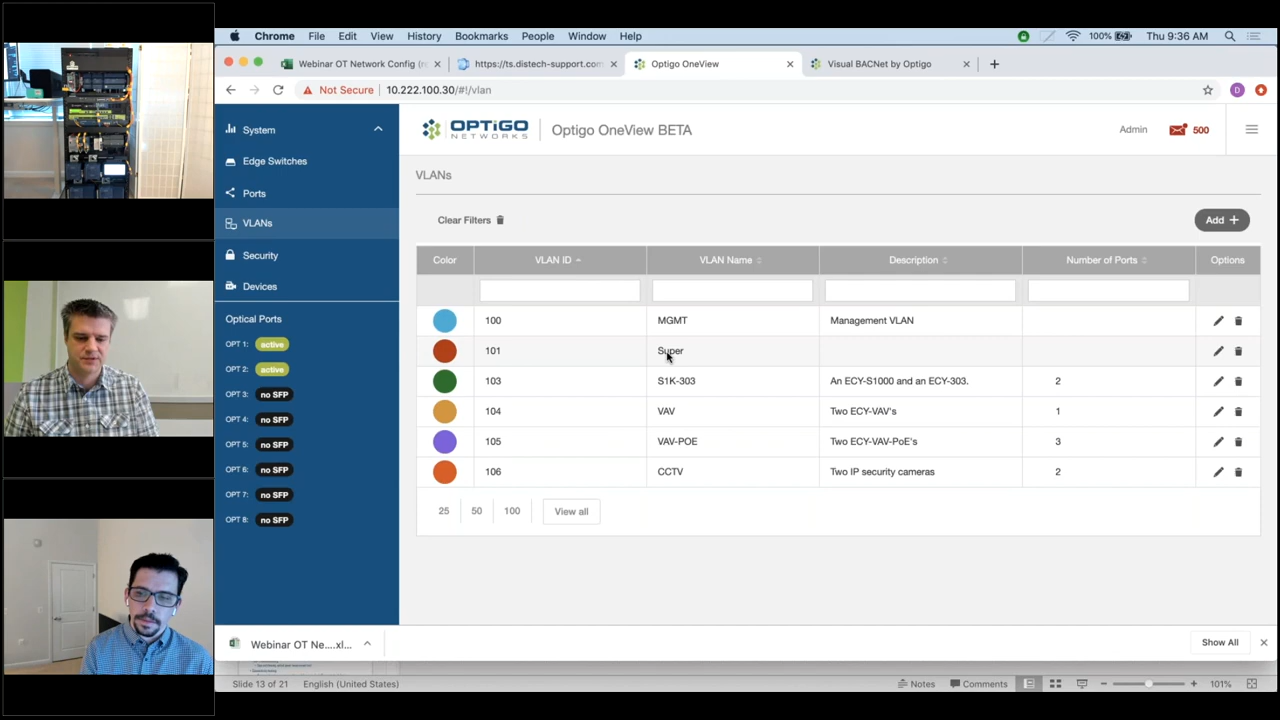 Chrome File Edit View History Bookmarks People Window Help 100% Thu 9:36 AM
Webinar OT Network Config (r × https://ts.distech-support.com × Optigo OneView × Visual BACNet by Optigo × +
Not Secure 10.222.100.30/#!/vlan D
System
Edge Switches
Ports
VLANs
Security
Devices
Optical Ports
OPT 1: active
OPT 2: active
OPT 3: no SFP
OPT 4: no SFP
OPT 5: no SFP
OPT 6: no SFP
OPT 7: no SFP
OPT 8: no SFP
OPTIGO NETWORKS Optigo OneView BETA Admin 500
VLANs
Clear Filters Add +
Color VLAN ID VLAN Name Description Number of Ports Options
100 MGMT Management VLAN
101 Super
103 S1K-303 An ECY-S1000 and an ECY-303. 2
104 VAV Two ECY-VAV's 1
105 VAV-POE Two ECY-VAV-PoE's 3
106 CCTV Two IP security cameras 2
25 50 100 View all
Webinar OT Ne....xl... Show All ×
Slide 13 of 21 English (United States) Notes Comments 101%